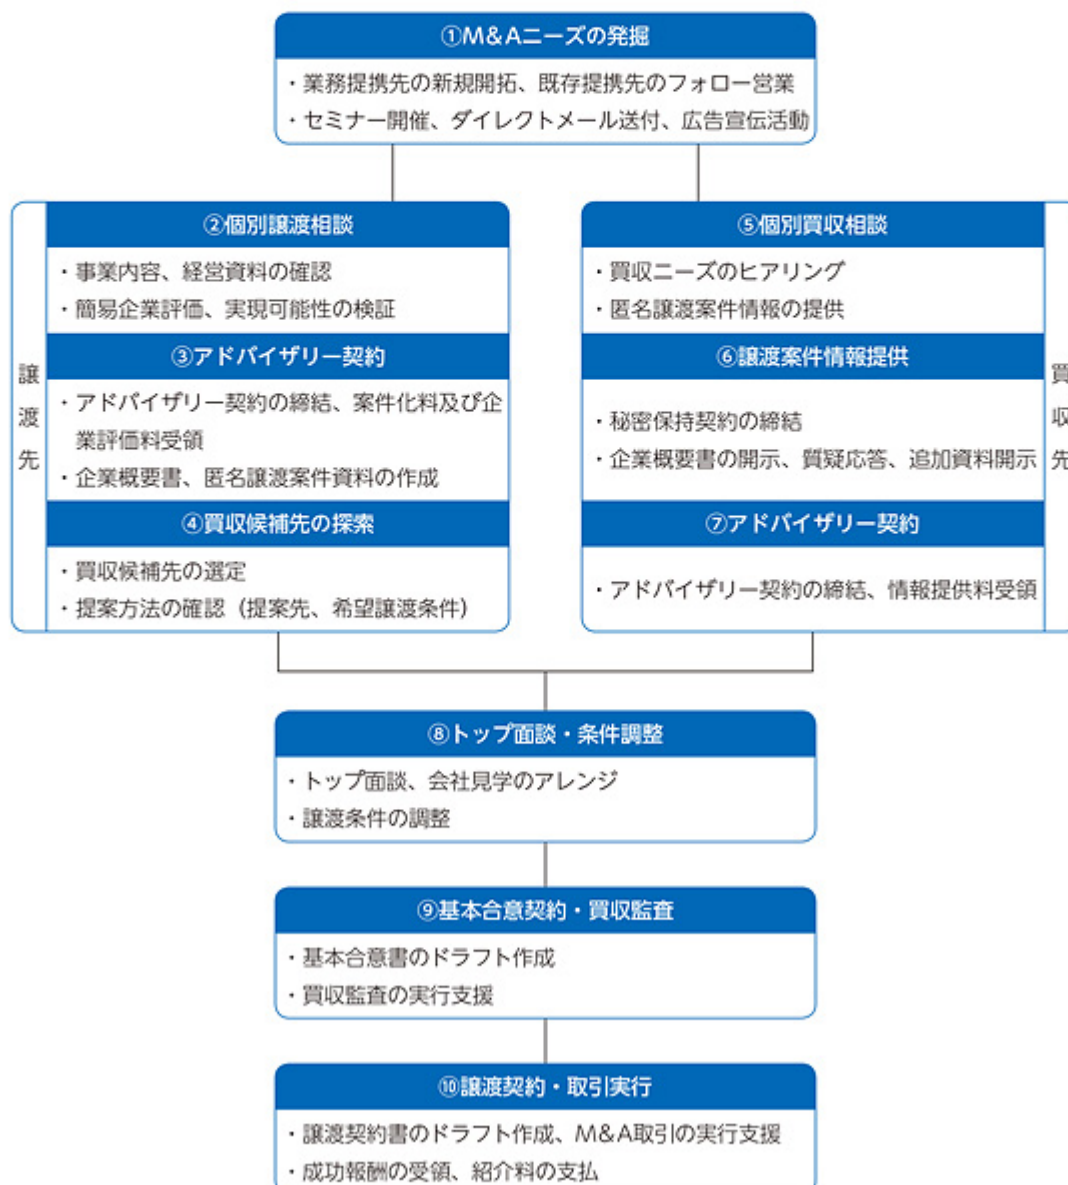 ①M&Aニーズの発掘
・業務提携先の新規開拓、既存提携先のフォロー営業
・セミナー開催、ダイレクトメール送付、広告宣伝活動
譲渡先
②個別譲渡相談
・事業内容、経営資料の確認
・簡易企業評価、実現可能性の検証
③アドバイザリー契約
・アドバイザリー契約の締結、案件化料及び企
業評価料受領
・企業概要書、匿名譲渡案件資料の作成
④買収候補先の探索
・買収候補先の選定
・提案方法の確認（提案先、希望譲渡条件）
買収先
⑤個別買収相談
・買収ニーズのヒアリング
・匿名譲渡案件情報の提供
⑥譲渡案件情報提供
・秘密保持契約の締結
・企業概要書の開示、質疑応答、追加資料開示
⑦アドバイザリー契約
・アドバイザリー契約の締結、情報提供料受領
⑧トップ面談・条件調整
・トップ面談、会社見学のアレンジ
・譲渡条件の調整
⑨基本合意契約・買収監査
・基本合意書のドラフト作成
・買収監査の実行支援
⑩譲渡契約・取引実行
・譲渡契約書のドラフト作成、M&A取引の実行支援
・成功報酬の受領、紹介料の支払